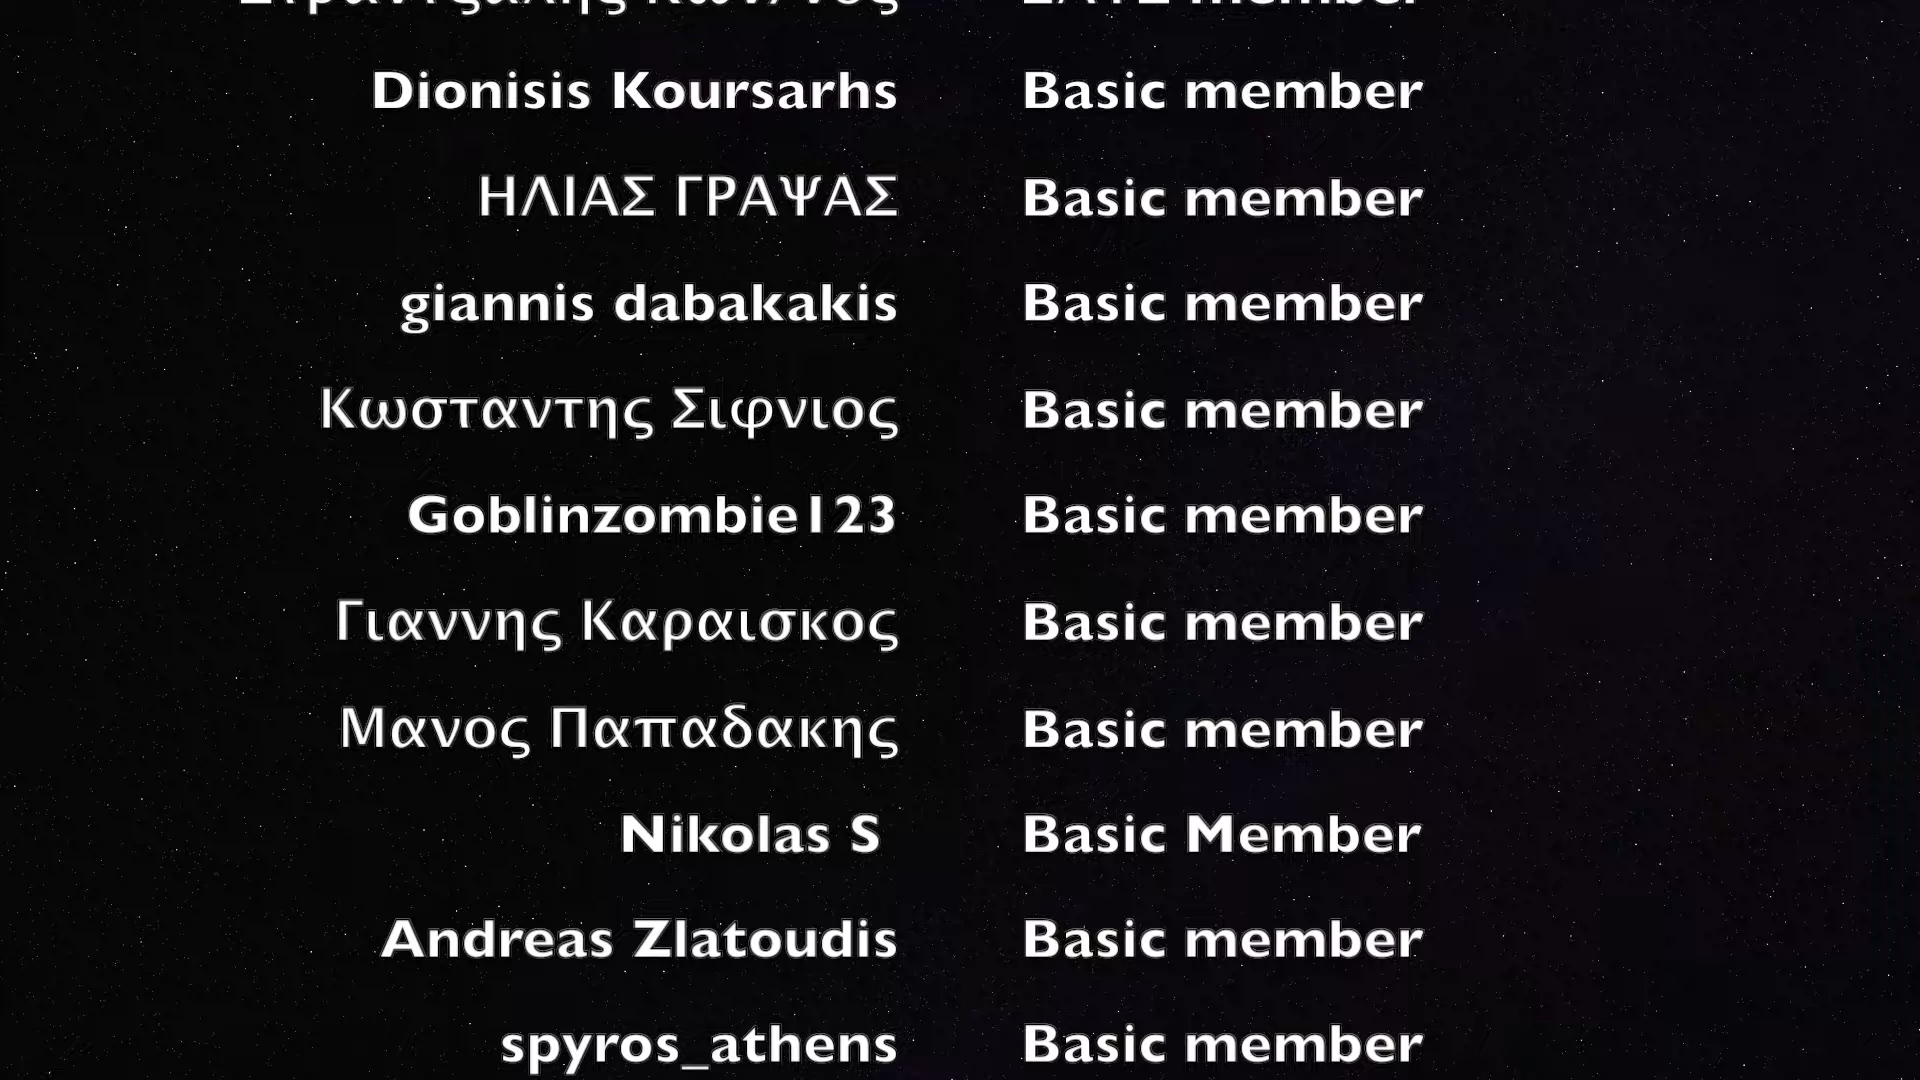 member
Dionisis Koursarhs Basic member
ΗΛΙΑΣ ΓΡΑΨΑΣ Basic member
giannis dabakakis Basic member
Κωσταντης Σιφνιος Basic member
Goblinzombie123 Basic member
Γιαννης Καραισκος Basic member
Μανος Παπαδακης Basic member
Nikolas S Basic Member
Andreas Zlatoudis Basic member
spyros_athens Basic member